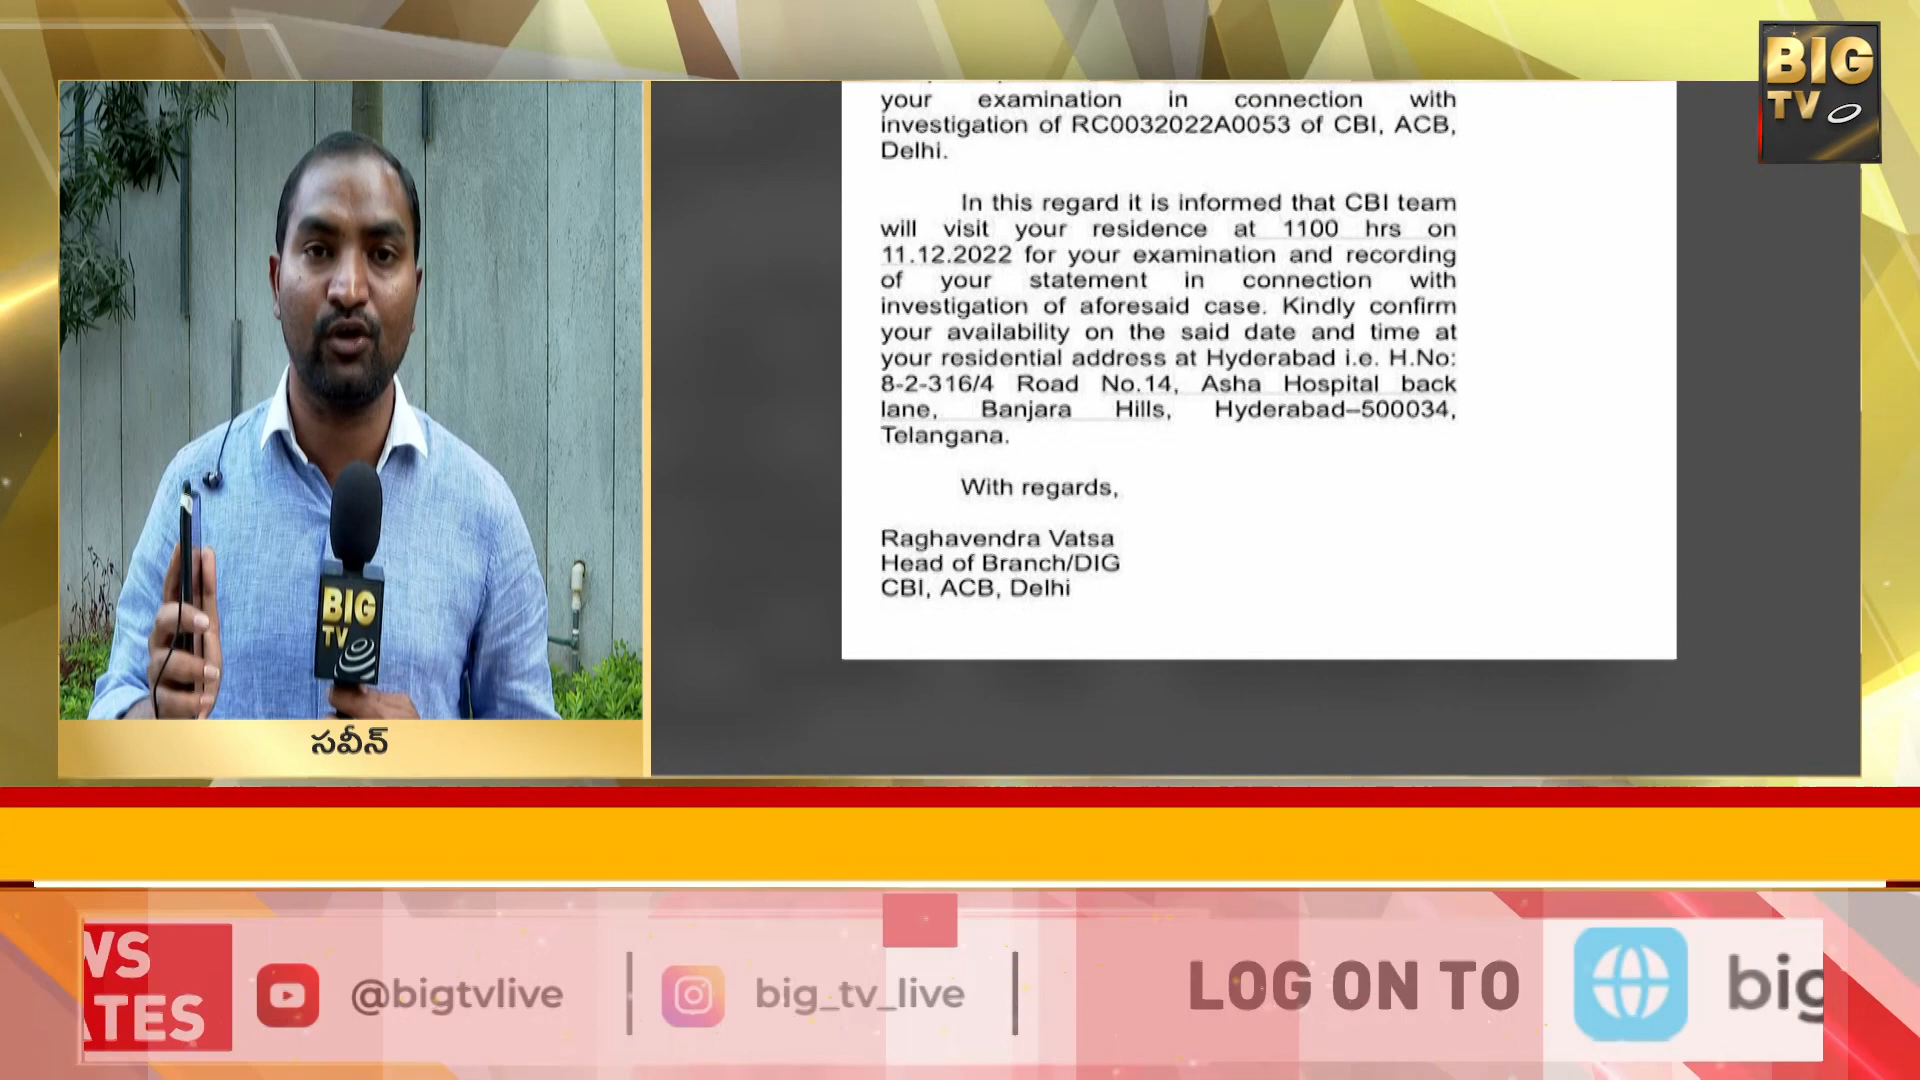 BIG
TV
your examination in connection with
investigation of RC0032022A0053 of CBI, ACB,
Delhi.
In this regard it is informed that CBI team
will visit your residence at 1100 hrs on
11.12.2022 for your examination and recording
of your statement in connection with
investigation of aforesaid case. Kindly confirm
your availability on the said date and time at
your residential address at Hyderabad i.e. H.No:
8-2-316/4 Road No.14, Asha Hospital back
lane, Banjara Hills, Hyderabad–500034,
Telangana.
With regards,
Raghavendra Vatsa
Head of Branch/DIG
CBI, ACB, Delhi
BIG
TV
సవీన్
WS
ATES
@bigtvlive
big_tv_live
LOG ON TO
big